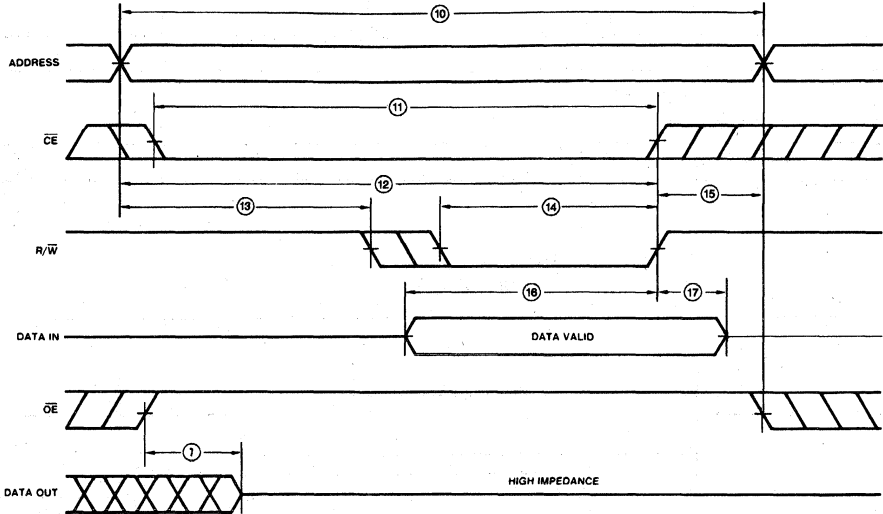 ⑩
ADDRESS
⑪
CE
⑫
⑬
⑭
⑮
R/W
⑯
⑰
DATA IN
DATA VALID
OE
⑦
DATA OUT
HIGH IMPEDANCE